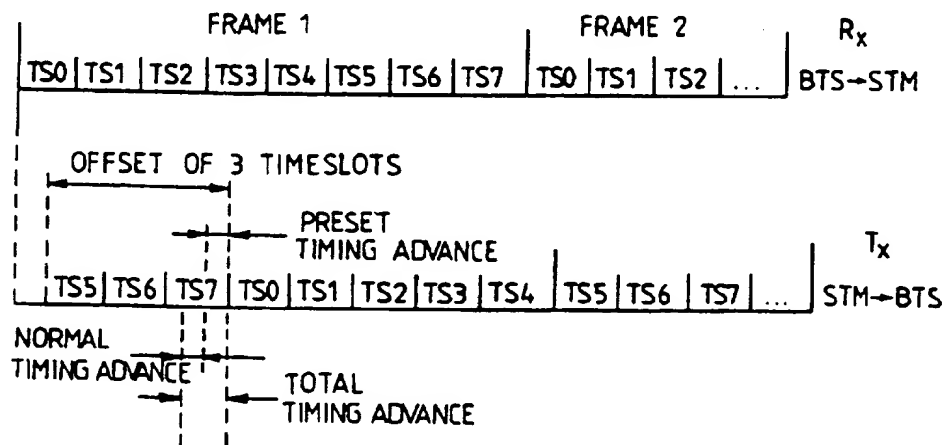 FRAME 1 FRAME 2 Rx
TS0 TS1 TS2 TS3 TS4 TS5 TS6 TS7 TS0 TS1 TS2 ... BTS→STM
OFFSET OF 3 TIMESLOTS
PRESET
TIMING ADVANCE
Tx
TS5 TS6 TS7 TS0 TS1 TS2 TS3 TS4 TS5 TS6 TS7 ... STM→BTS
NORMAL
TIMING ADVANCE
TOTAL
TIMING ADVANCE